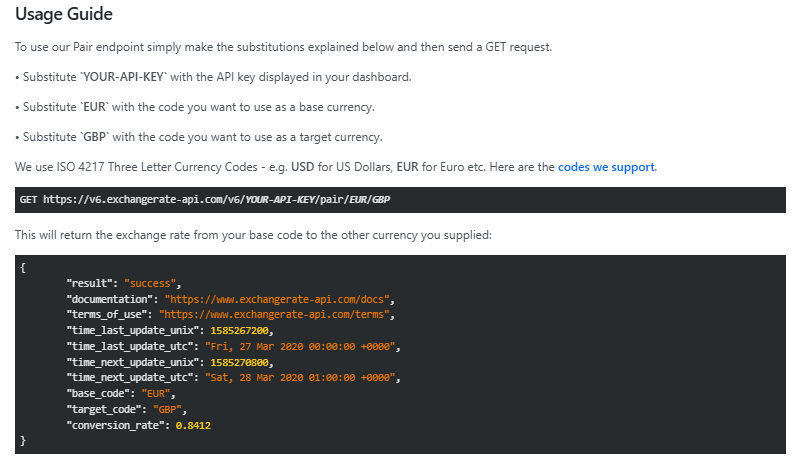 Usage Guide
To use our Pair endpoint simply make the substitutions explained below and then send a GET request.
• Substitute `YOUR-API-KEY` with the API key displayed in your dashboard.
• Substitute `EUR` with the code you want to use as a base currency.
• Substitute `GBP` with the code you want to use as a target currency.
We use ISO 4217 Three Letter Currency Codes - e.g. USD for US Dollars, EUR for Euro etc. Here are the codes we support.
GET https://v6.exchangerate-api.com/v6/YOUR-API-KEY/pair/EUR/GBP
This will return the exchange rate from your base code to the other currency you supplied:
{
"result": "success",
"documentation": "https://www.exchangerate-api.com/docs",
"terms_of_use": "https://www.exchangerate-api.com/terms",
"time_last_update_unix": 1585267200,
"time_last_update_utc": "Fri, 27 Mar 2020 00:00:00 +0000",
"time_next_update_unix": 1585270800,
"time_next_update_utc": "Sat, 28 Mar 2020 01:00:00 +0000",
"base_code": "EUR",
"target_code": "GBP",
"conversion_rate": 0.8412
}